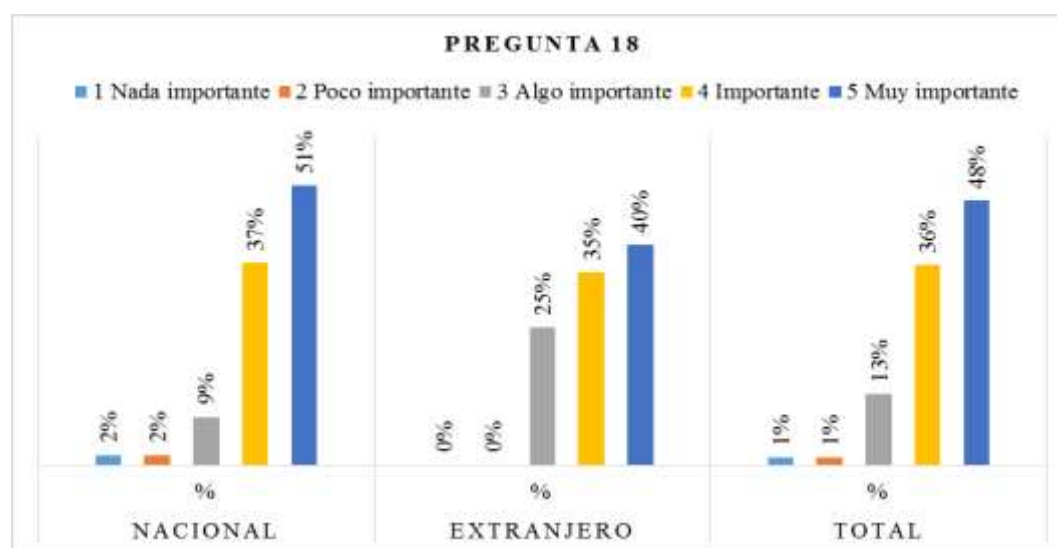 PREGUNTA 18
1 Nada importante 2 Poco importante 3 Algo importante 4 Importante 5 Muy importante
2% 2% 9% 37% 51%
0% 0% 25% 35% 40%
1% 1% 13% 36% 48%
% % %
NACIONAL EXTRANJERO TOTAL